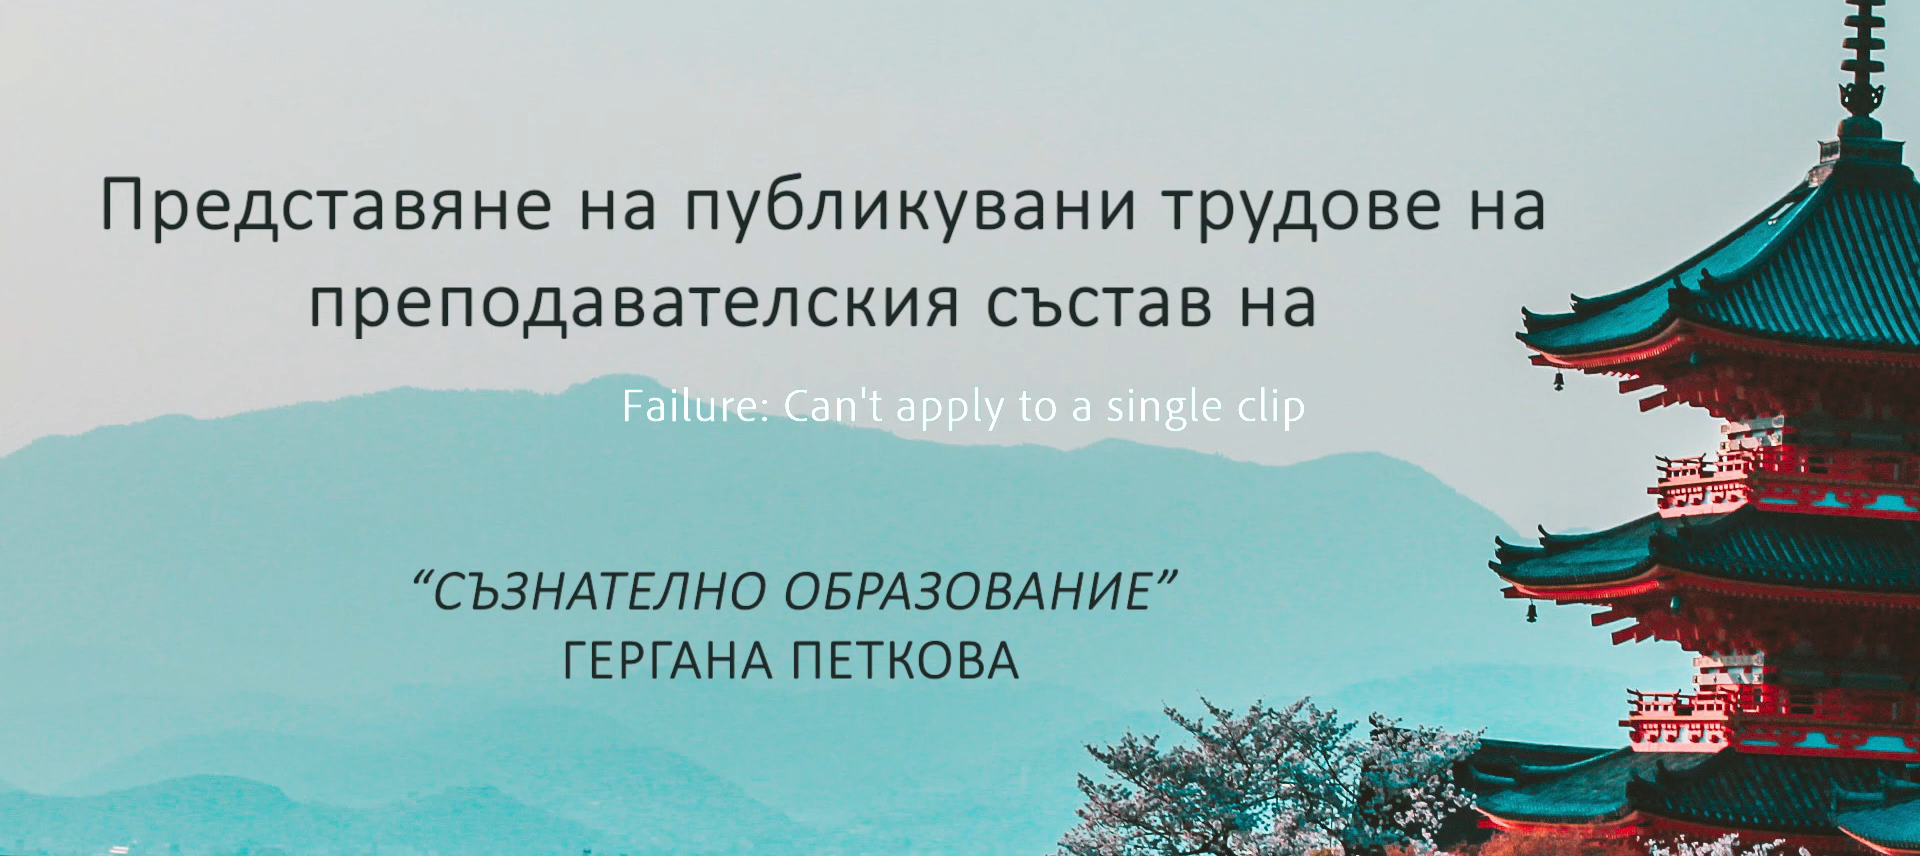 Представяне на публикувани трудове на
преподавателския състав на
Failure: Can't apply to a single clip
“СЪЗНАТЕЛНО ОБРАЗОВАНИЕ”
ГЕРГАНА ПЕТКОВА